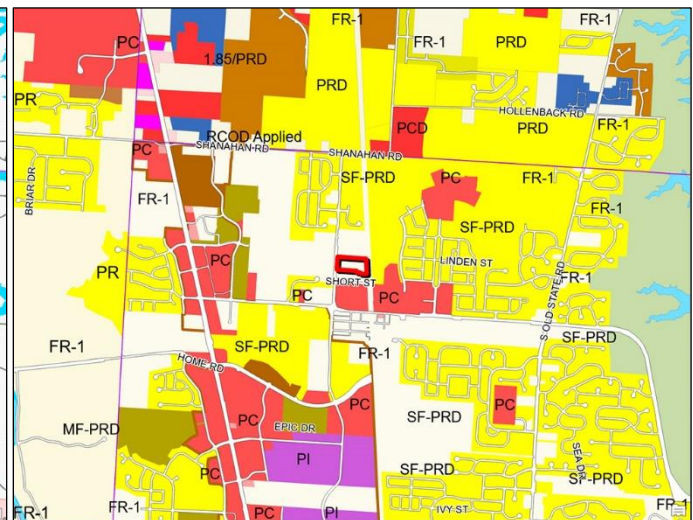 FR-1
PC
FR-1
PRD
1.85/PRD
PRD
PR
HOLLENBACK RD
PCD
PRD
FR-1
RCOD Applied
PC
SHANAHAN RD
SHANAHAN RD
SF-PRD
PC
FR-1
BRIAR DR
FR-1
FR-1
SF-PRD
PC
LINDEN ST
PR
SHORT ST
FR-1
PC
PC
S OLD STATE RD
SF-PRD
SF-PRD
FR-1
FR-1
HOME RD
PC
SF-PRD
PC
MF-PRD
EPIC DR
PC
PI
SEA DR
SF-PRD
SF-PRD
FR-1
FR-1
PI
IVY ST
FR-1